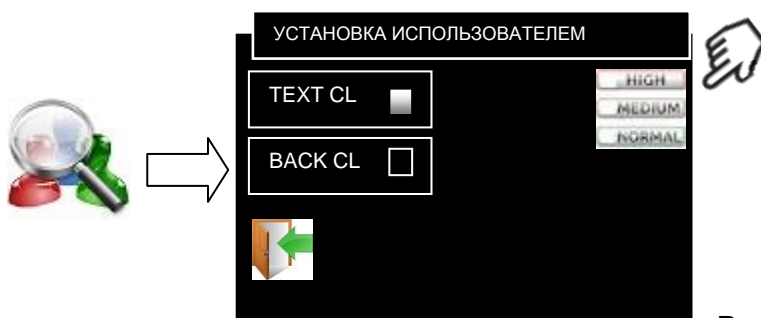 УСТАНОВКА ИСПОЛЬЗОВАТЕЛЕМ
TEXT CL
HIGH
MEDIUM
NORMAL
BACK CL